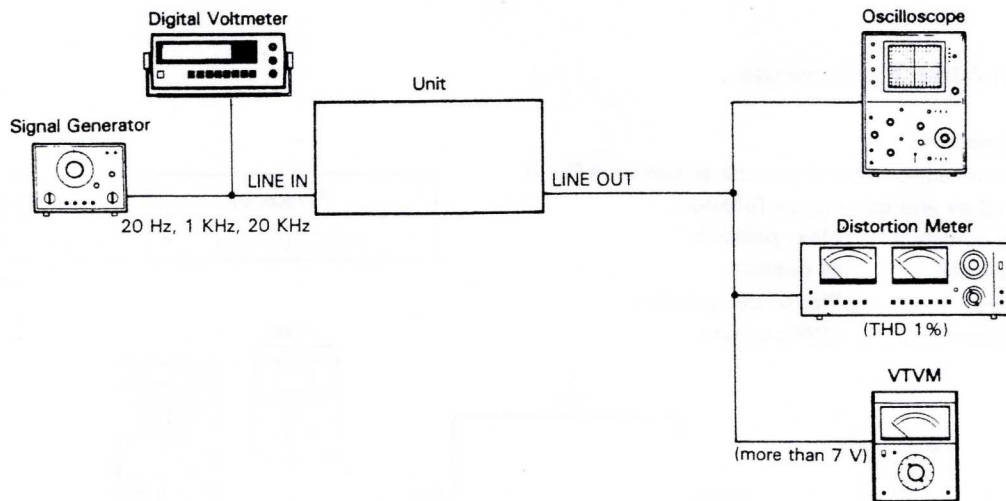 Digital Voltmeter
Oscilloscope
Unit
Signal Generator
LINE IN
LINE OUT
20 Hz, 1 KHz, 20 KHz
Distortion Meter
(THD 1%)
VTVM
(more than 7 V)